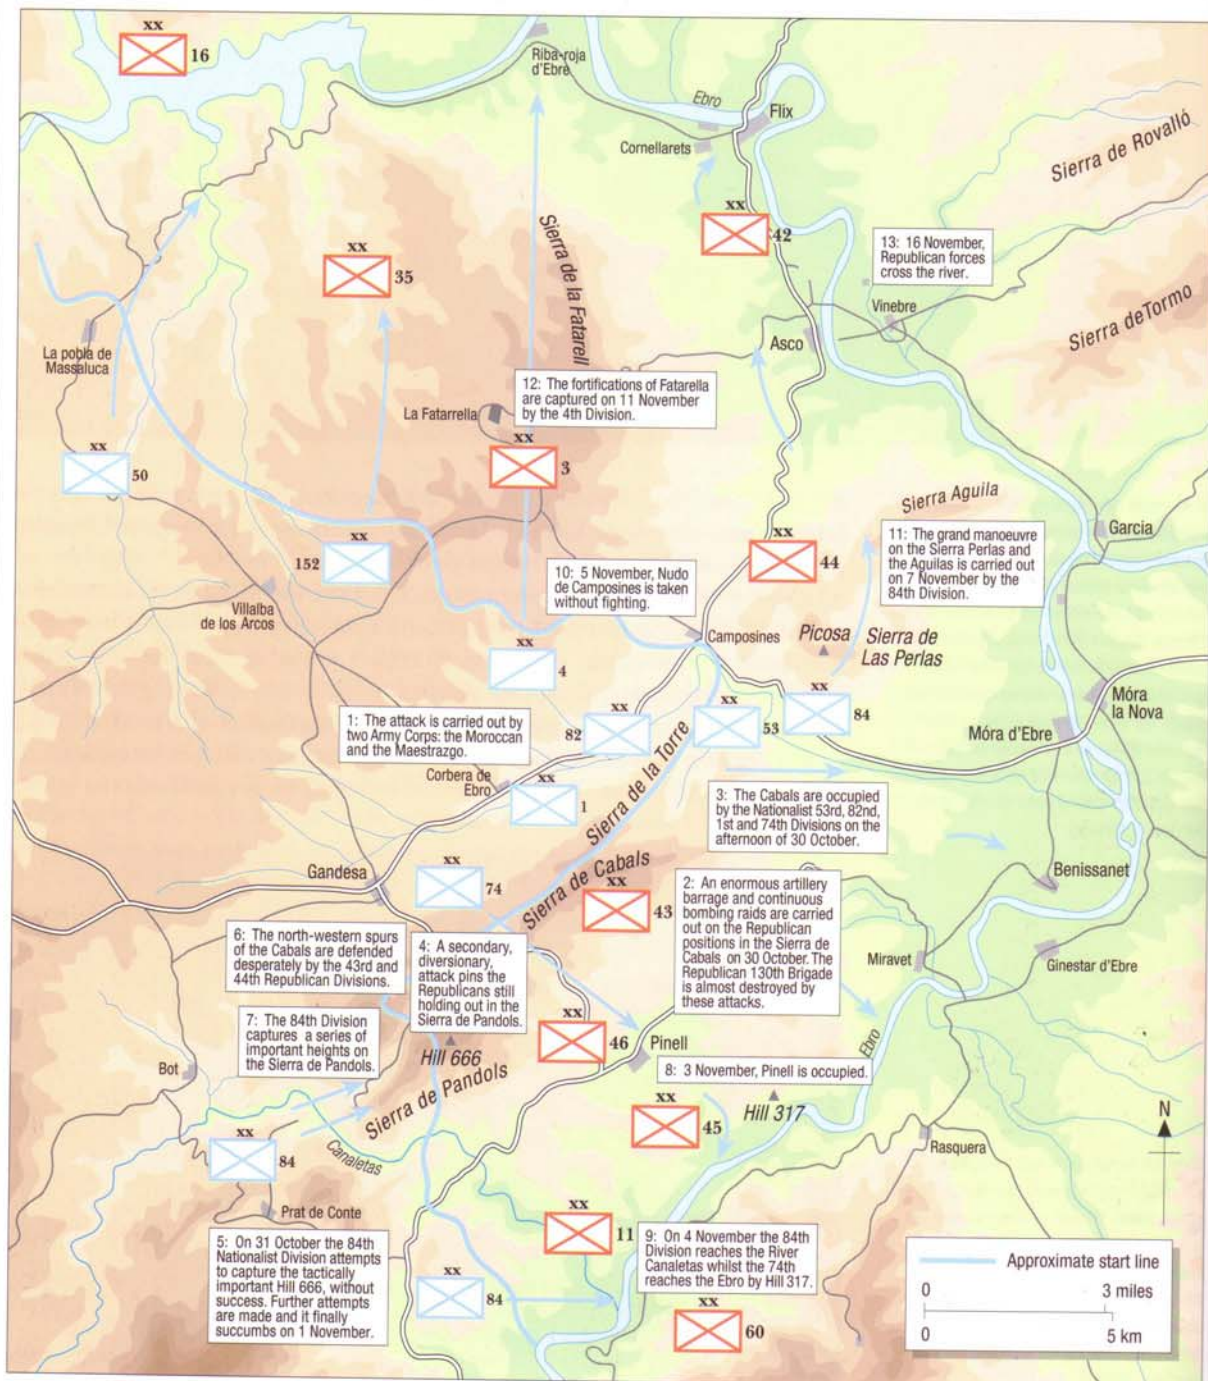 xx
16
Riba-roja
d'Ebre
Ebro
Flix
Cornellarets
Sierra de Rovalló
xx
42
xx
35
Sierra de la Fatarell
13: 16 November,
Republican forces
cross the river.
Vinebre
Sierra deTormo
La pobla de
Massaluca
Asco
12: The fortifications of Fatarella
are captured on 11 November
by the 4th Division.
La Fatarrella
xx
3
xx
50
Sierra Aguila
Garcia
11: The grand manoeuvre
on the Sierra Perlas and
the Aguilas is carried out
on 7 November by the
84th Division.
xx
152
xx
44
10: 5 November, Nudo
de Camposines is taken
without fighting.
Villalba
de los Arcos
Camposines
Picosa
Sierra de
Las Perlas
xx
4
Móra
la Nova
Móra d'Ebre
1: The attack is carried out by
two Army Corps: the Moroccan
and the Maestrazgo.
xx
82
xx
53
xx
84
Sierra de la Torre
Corbera de
Ebro
xx
1
3: The Cabals are occupied
by the Nationalist 53rd, 82nd,
1st and 74th Divisions on the
afternoon of 30 October.
Benissanet
Gandesa
xx
74
Sierra de Cabals
xx
43
2: An enormous artillery
barrage and continuous
bombing raids are carried
out on the Republican
positions in the Sierra de
Cabals on 30 October. The
Republican 130th Brigade
is almost destroyed by
these attacks.
6: The north-western spurs
of the Cabals are defended
desperately by the 43rd and
44th Republican Divisions.
4: A secondary,
diversionary,
attack pins the
Republicans still
holding out in the
Sierra de Pandols.
Miravet
Ginestar d'Ebre
7: The 84th Division
captures a series of
important heights on
the Sierra de Pandols.
Hill 666
xx
46
Pinell
Ebro
Bot
Sierra de Pandols
8: 3 November, Pinell is occupied.
Hill 317
xx
45
N
Rasquera
xx
84
Canaletas
Prat de Conte
5: On 31 October the 84th
Nationalist Division attempts
to capture the tactically
important Hill 666, without
success. Further attempts
are made and it finally
succumbs on 1 November.
xx
11
9: On 4 November the 84th
Division reaches the River
Canaletas whilst the 74th
reaches the Ebro by Hill 317.
xx
84
xx
60
Approximate start line
0
3 miles
0
5 km